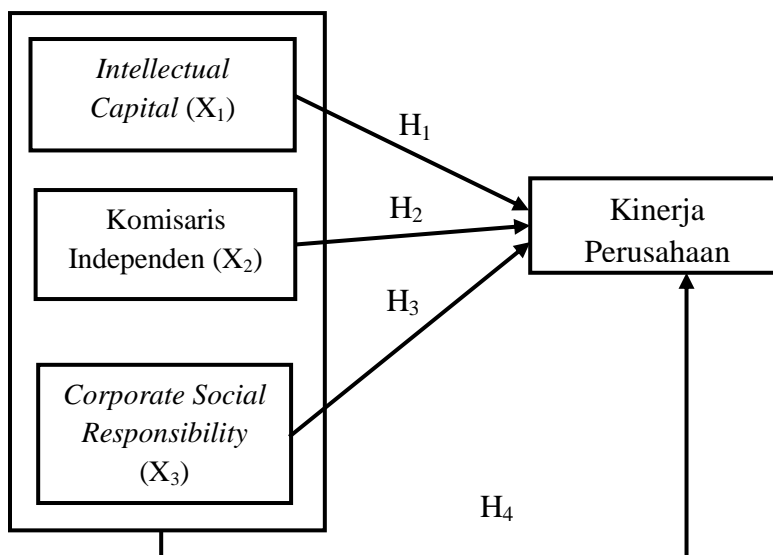 Intellectual
Capital (X₁)
H₁
Komisaris
Independen (X₂)
H₂
Kinerja
Perusahaan
H₃
Corporate Social
Responsibility
(X₃)
H₄